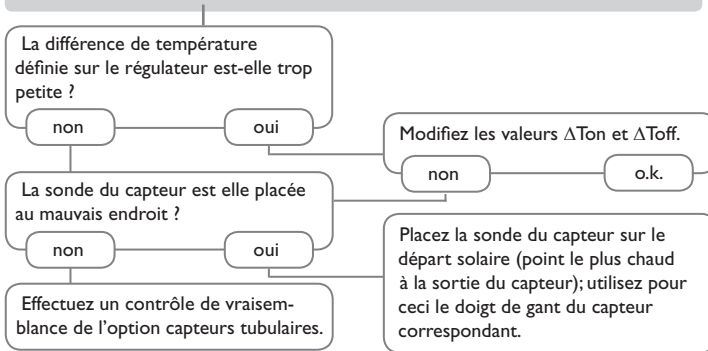 La différence de température
définie sur le régulateur est-elle trop
petite ?
non
oui
Modifiez les valeurs ΔTon et ΔToff.
non
o.k.
La sonde du capteur est elle placée
au mauvais endroit ?
non
oui
Placez la sonde du capteur sur le
départ solaire (point le plus chaud
à la sortie du capteur); utilisez pour
ceci le doigt de gant du capteur
correspondant.
Effectuez un contrôle de vraisem-
blance de l'option capteurs tubulaires.